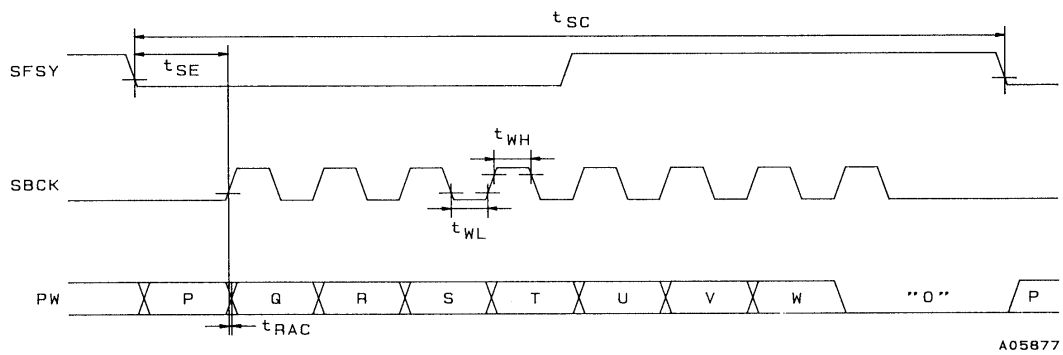 tSC
SFSY
tSE
tWH
SBCK
tWL
PW P Q R S T U V W "0" P
tRAC
A05877